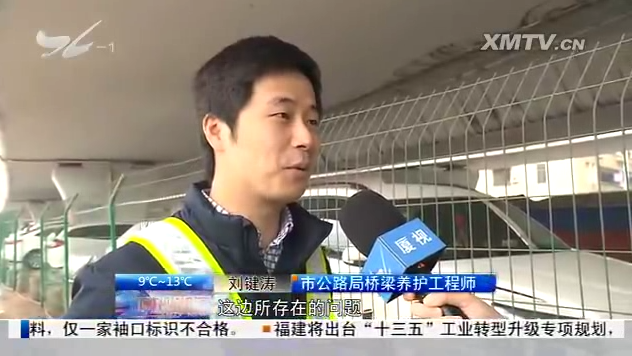 XMTV.CN
厦视
9℃~13℃ 刘键涛 市公路局桥梁养护工程师
这边所存在的问题
料，仅一家袖口标识不合格。 ■ 福建将出台“十三五”工业转型升级专项规划，